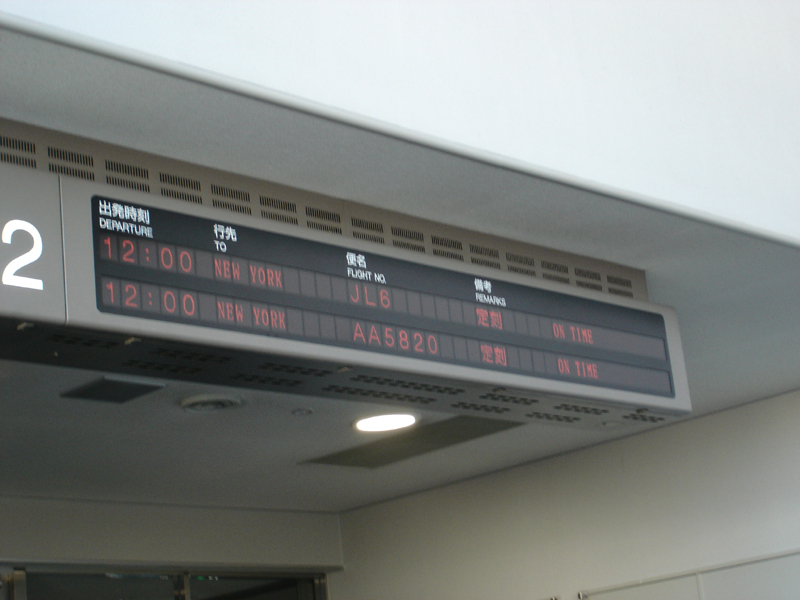 2
出発時刻 行先 便名 備考
DEPARTURE TO FLIGHT NO. REMARKS
12:00 NEW YORK JL6 定刻 ON TIME
12:00 NEW YORK AA5820 定刻 ON TIME